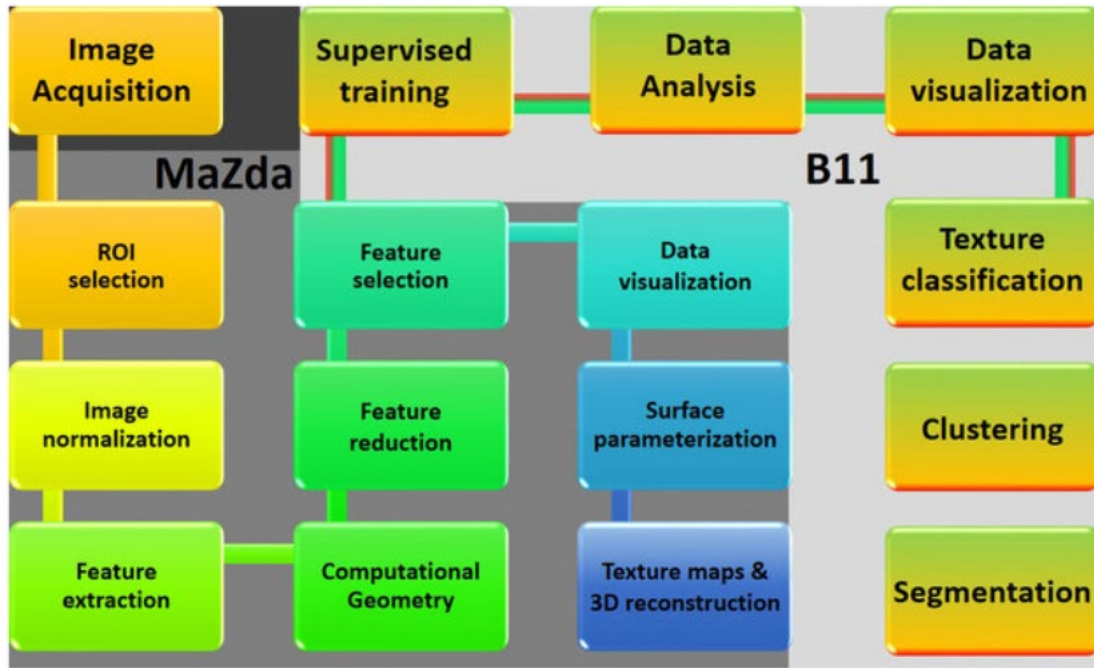 Image
Acquisition
Supervised
training
Data
Analysis
Data
visualization
MaZda
B11
ROI
selection
Feature
selection
Data
visualization
Texture
classification
Image
normalization
Feature
reduction
Surface
parameterization
Clustering
Feature
extraction
Computational
Geometry
Texture maps &
3D reconstruction
Segmentation